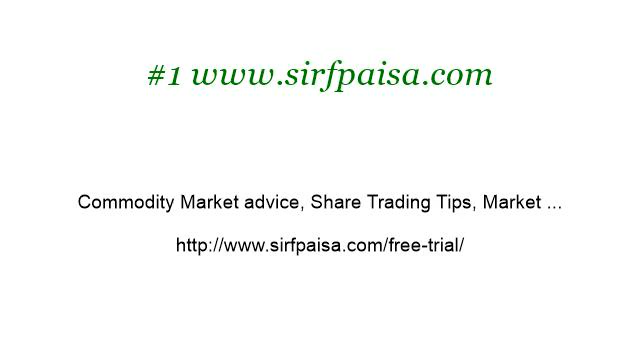 #1 www.sirfpaisa.com
Commodity Market advice, Share Trading Tips, Market ...
http://www.sirfpaisa.com/free-trial/